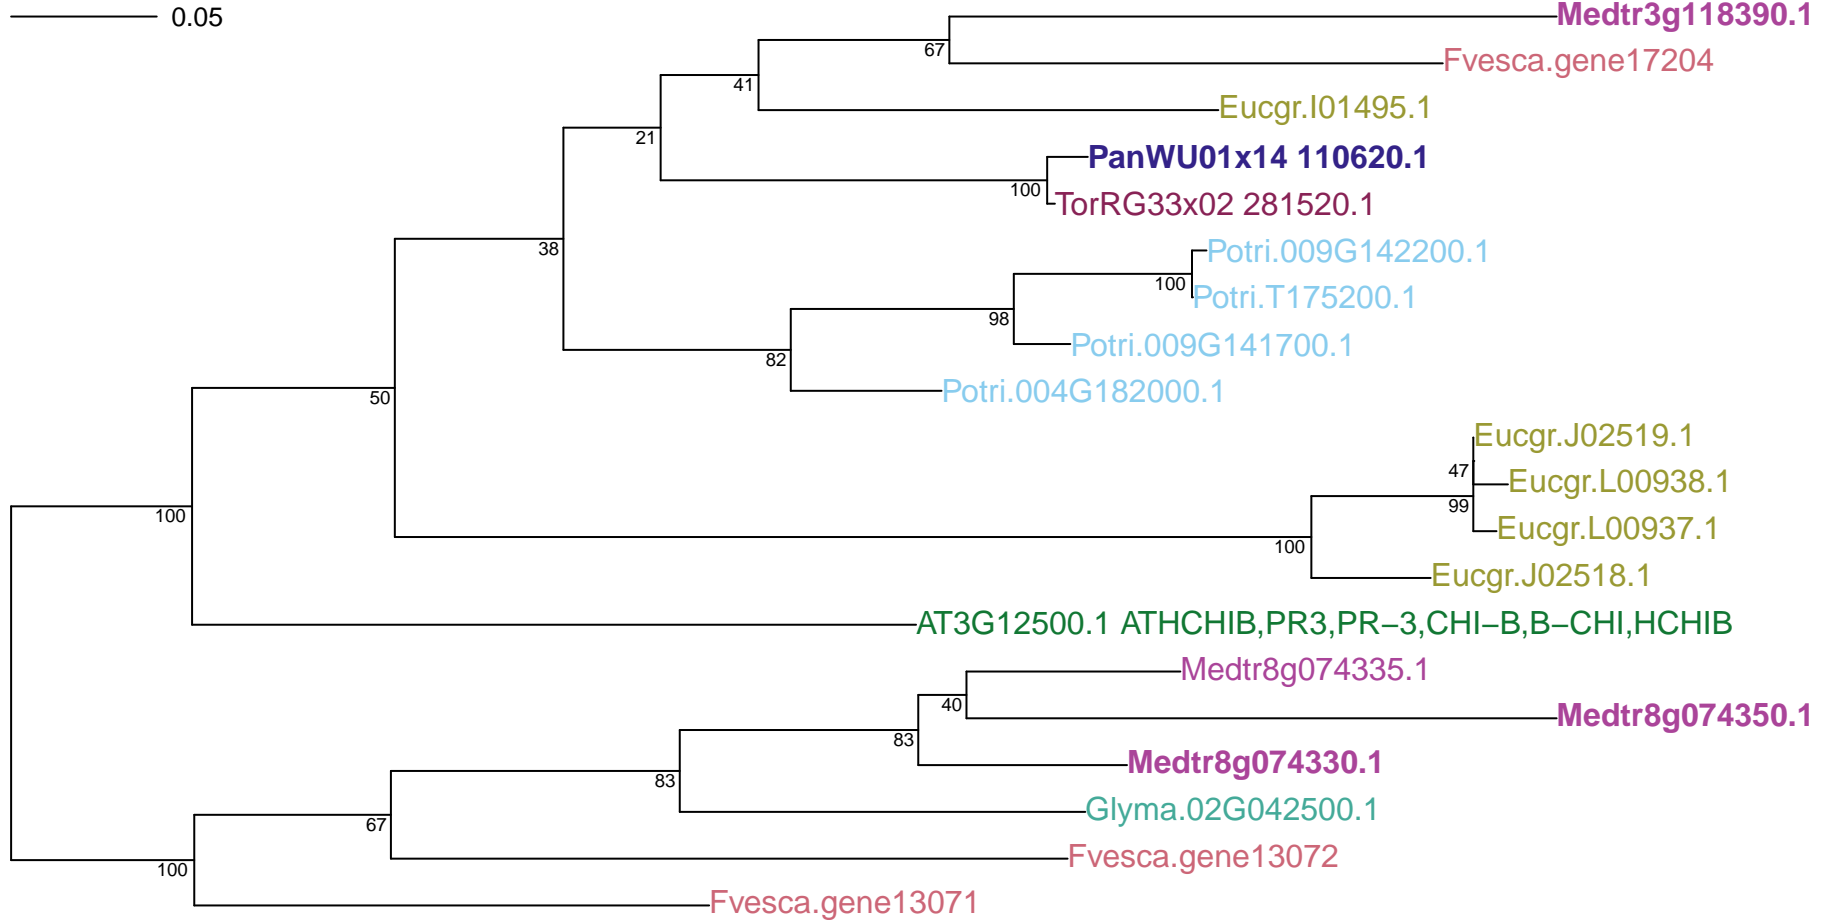 0.05
Medtr3g118390.1
67
Fvesca.gene17204
41
Eucgr.I01495.1
21
PanWU01x14 110620.1
100
TorRG33x02 281520.1
38
Potri.009G142200.1
100
Potri.T175200.1
98
Potri.009G141700.1
82
Potri.004G182000.1
50
Eucgr.J02519.1
47
Eucgr.L00938.1
99
Eucgr.L00937.1
100
100
Eucgr.J02518.1
AT3G12500.1 ATHCHIB,PR3,PR−3,CHI−B,B−CHI,HCHIB
Medtr8g074335.1
40
Medtr8g074350.1
83
Medtr8g074330.1
83
Glyma.02G042500.1
67
Fvesca.gene13072
100
Fvesca.gene13071